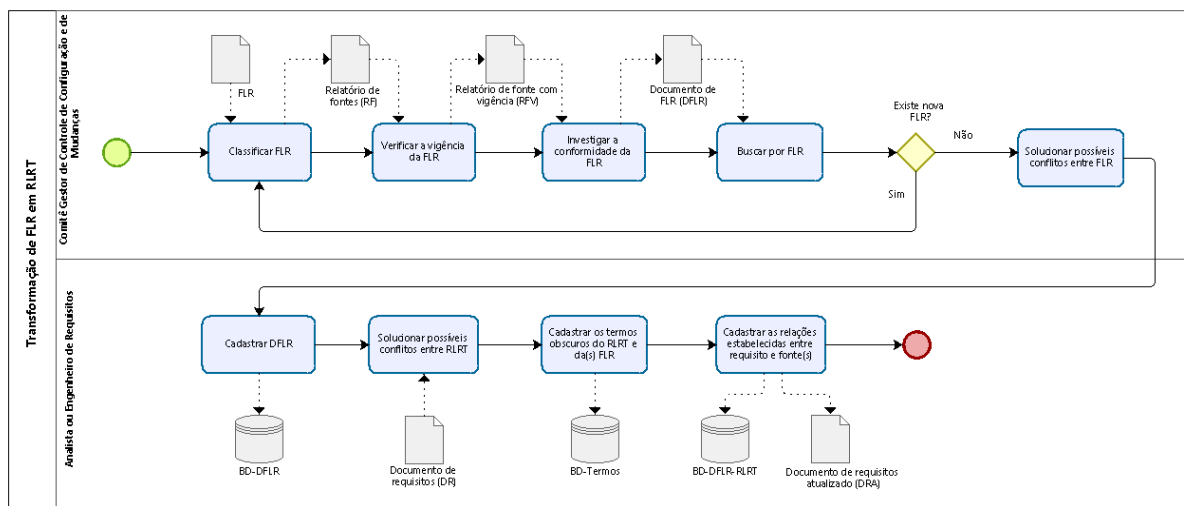 Transformação de FLR em RLRT
Comitê Gestor de Controle de Configuração e de
Mudanças
FLR
Relatório de
fontes (RF)
Relatório de fonte com
vigência (RFV)
Documento de
FLR (DFLR)
Existe nova
FLR?
Classificar FLR
Verificar a vigência
da FLR
Investigar a
conformidade da
FLR
Buscar por FLR
Não
Sim
Solucionar possíveis
conflitos entre FLR
Analista ou Engenheiro de Requisitos
Cadastrar DFLR
Solucionar possíveis
conflitos entre RLRT
Cadastrar os termos
obscuros do RLRT e
da(s) FLR
Cadastrar as relações
estabelecidas entre
requisito e fonte(s)
BD-DFLR
Documento de
requisitos (DR)
BD-Termos
BD-DFLR-RLRT
Documento de requisitos
atualizado (DRA)